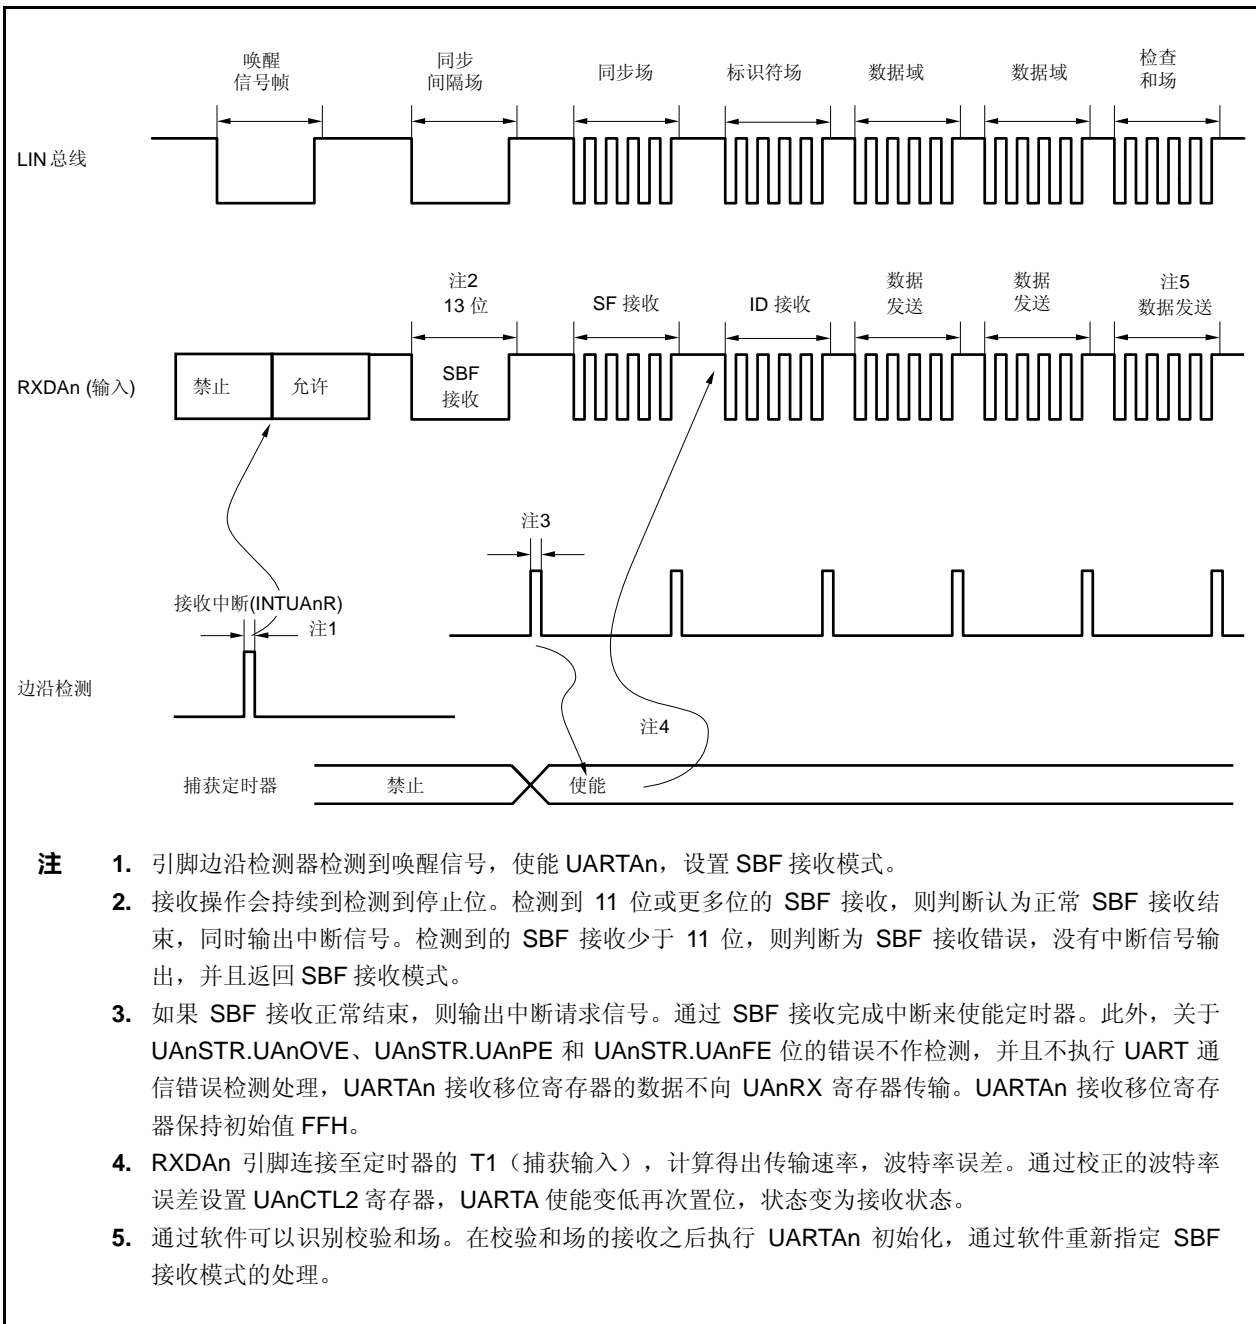 唤醒
信号帧
同步
间隔场
同步场
标识符场
数据域
数据域
检查
和场
LIN总线
注2
13 位
SF 接收
ID 接收
数据
发送
数据
发送
注5
数据发送
RXDAn (输入)
禁止
允许
SBF
接收
注3
接收中断(INTUAnR)
注1
边沿检测
注4
捕获定时器
禁止
使能
注 1. 引脚边沿检测器检测到唤醒信号，使能 UARTAn，设置 SBF 接收模式。
2. 接收操作会持续到检测到停止位。检测到 11 位或更多位的 SBF 接收，则判断认为正常 SBF 接收结
束，同时输出中断信号。检测到的 SBF 接收少于 11 位，则判断为 SBF 接收错误，没有中断信号输
出，并且返回 SBF 接收模式。
3. 如果 SBF 接收正常结束，则输出中断请求信号。通过 SBF 接收完成中断来使能定时器。此外，关于
UAnSTR.UAnOVE、UAnSTR.UAnPE 和 UAnSTR.UAnFE 位的错误不作检测，并且不执行 UART 通
信错误检测处理，UARTAn 接收移位寄存器的数据不向 UAnRX 寄存器传输。UARTAn 接收移位寄存
器保持初始值 FFH。
4. RXDAn 引脚连接至定时器的 T1（捕获输入），计算得出传输速率，波特率误差。通过校正的波特率
误差设置 UAnCTL2 寄存器，UARTA 使能变低再次置位，状态变为接收状态。
5. 通过软件可以识别校验和场。在校验和场的接收之后执行 UARTAn 初始化，通过软件重新指定 SBF
接收模式的处理。